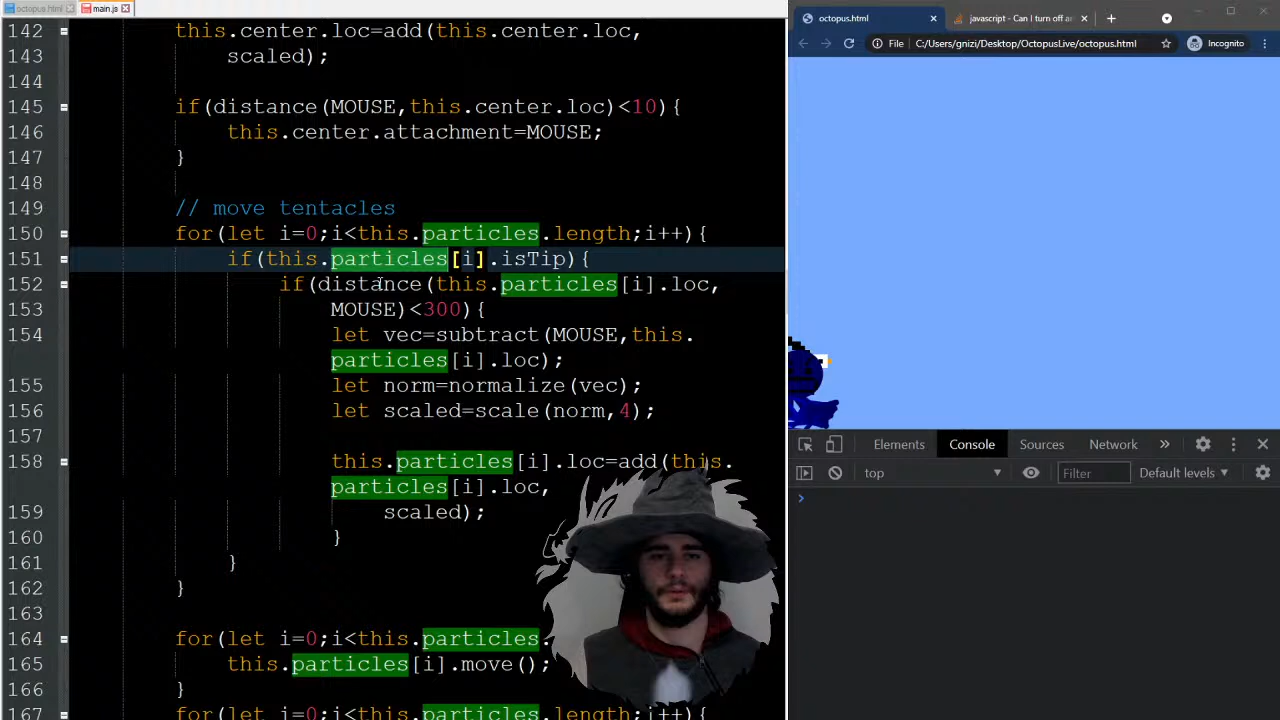 octopus.html
main.js
142 this.center.loc=add(this.center.loc,
143 scaled);
144
145 if(distance(MOUSE,this.center.loc)<10){
146 this.center.attachment=MOUSE;
147 }
148
149 // move tentacles
150 for(let i=0;i<this.particles.length;i++){
151 if(this.particles[i].isTip){
152 if(distance(this.particles[i].loc,
153 MOUSE)<300){
154 let vec=subtract(MOUSE,this.
particles[i].loc);
155 let norm=normalize(vec);
156 let scaled=scale(norm,4);
157
158 this.particles[i].loc=add(this.
particles[i].loc,
159 scaled);
160 }
161 }
162 }
163
164 for(let i=0;i<this.particles.
165 this.particles[i].move();
166 }
167 for(let i=0;i<this.particles.length;i++){
octopus.html
javascript - Can I turn off an
File C:/Users/gnizi/Desktop/OctopusLive/octopus.html
Incognito
Elements Console Sources Network
top Filter Default levels